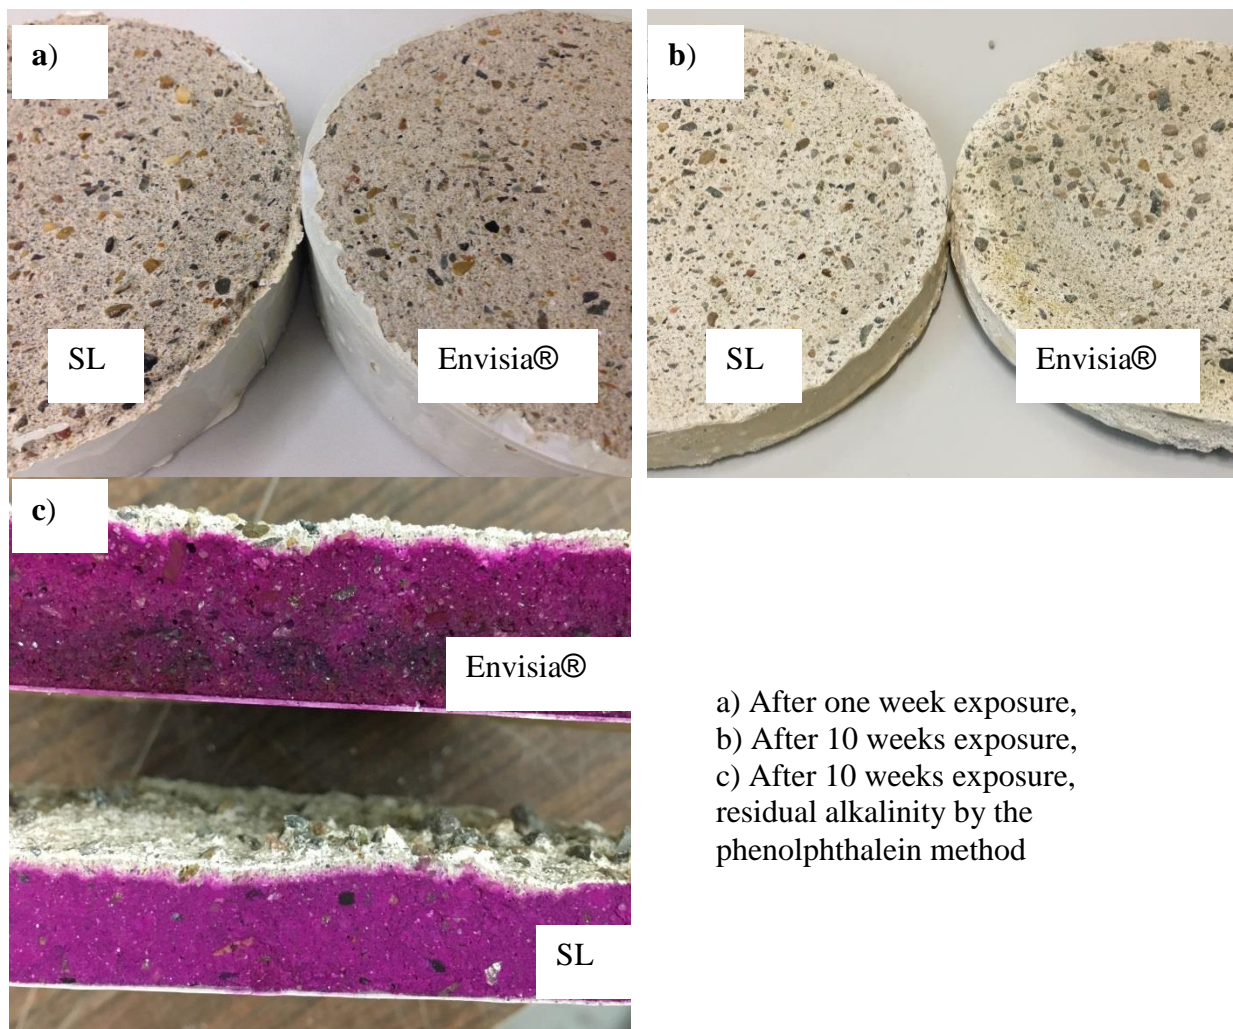 a)
b)
SL
Envisia®
SL
Envisia®
c)
Envisia®
SL
a) After one week exposure,
b) After 10 weeks exposure,
c) After 10 weeks exposure,
residual alkalinity by the
phenolphthalein method